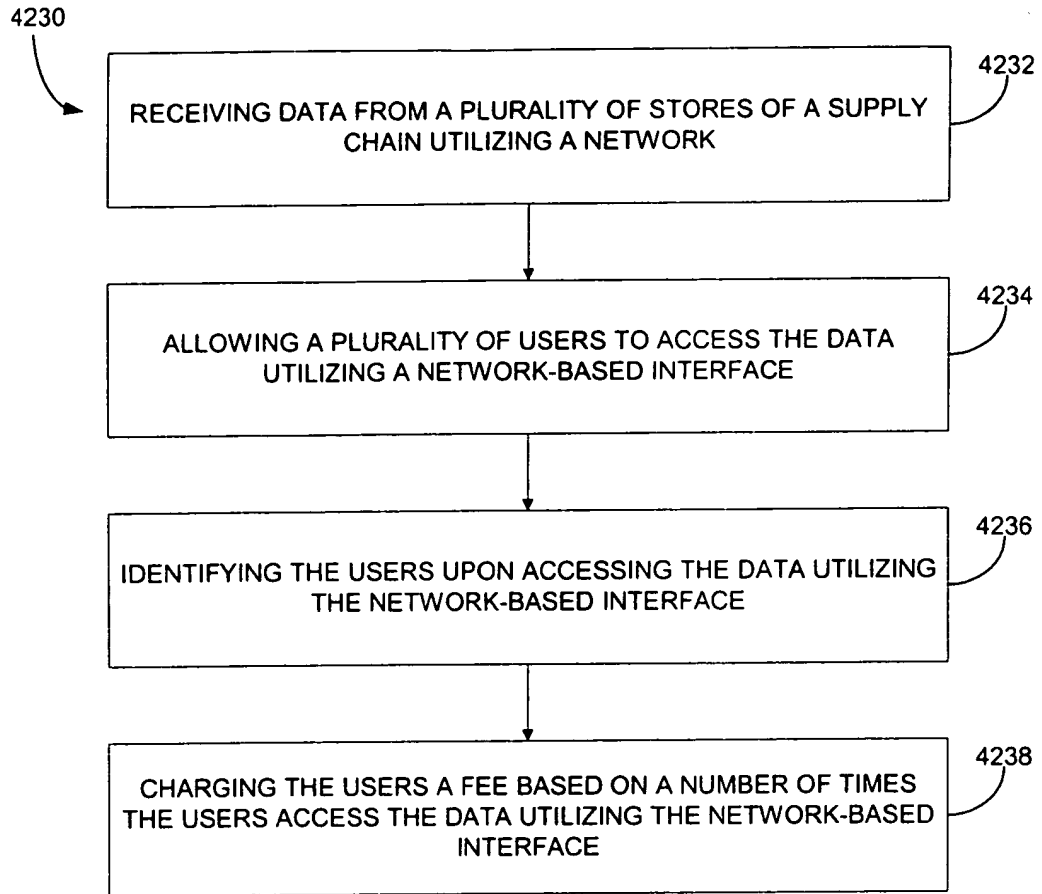 4230
4232
RECEIVING DATA FROM A PLURALITY OF STORES OF A SUPPLY
CHAIN UTILIZING A NETWORK
4234
ALLOWING A PLURALITY OF USERS TO ACCESS THE DATA
UTILIZING A NETWORK-BASED INTERFACE
4236
IDENTIFYING THE USERS UPON ACCESSING THE DATA UTILIZING
THE NETWORK-BASED INTERFACE
4238
CHARGING THE USERS A FEE BASED ON A NUMBER OF TIMES
THE USERS ACCESS THE DATA UTILIZING THE NETWORK-BASED
INTERFACE